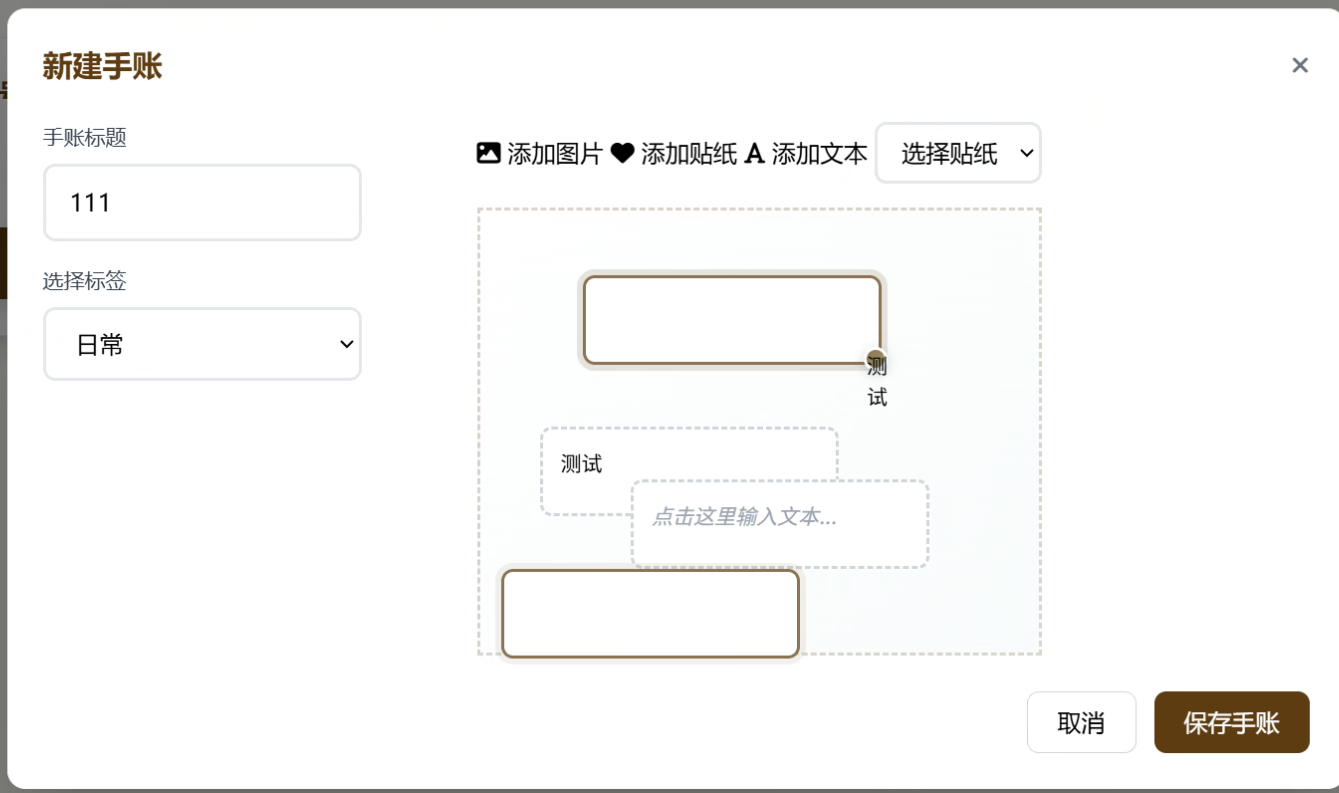 新建手账
手账标题
111
选择标签
日常
添加图片 添加贴纸 添加文本 选择贴纸
测
试
测试
点击这里输入文本...
取消 保存手账